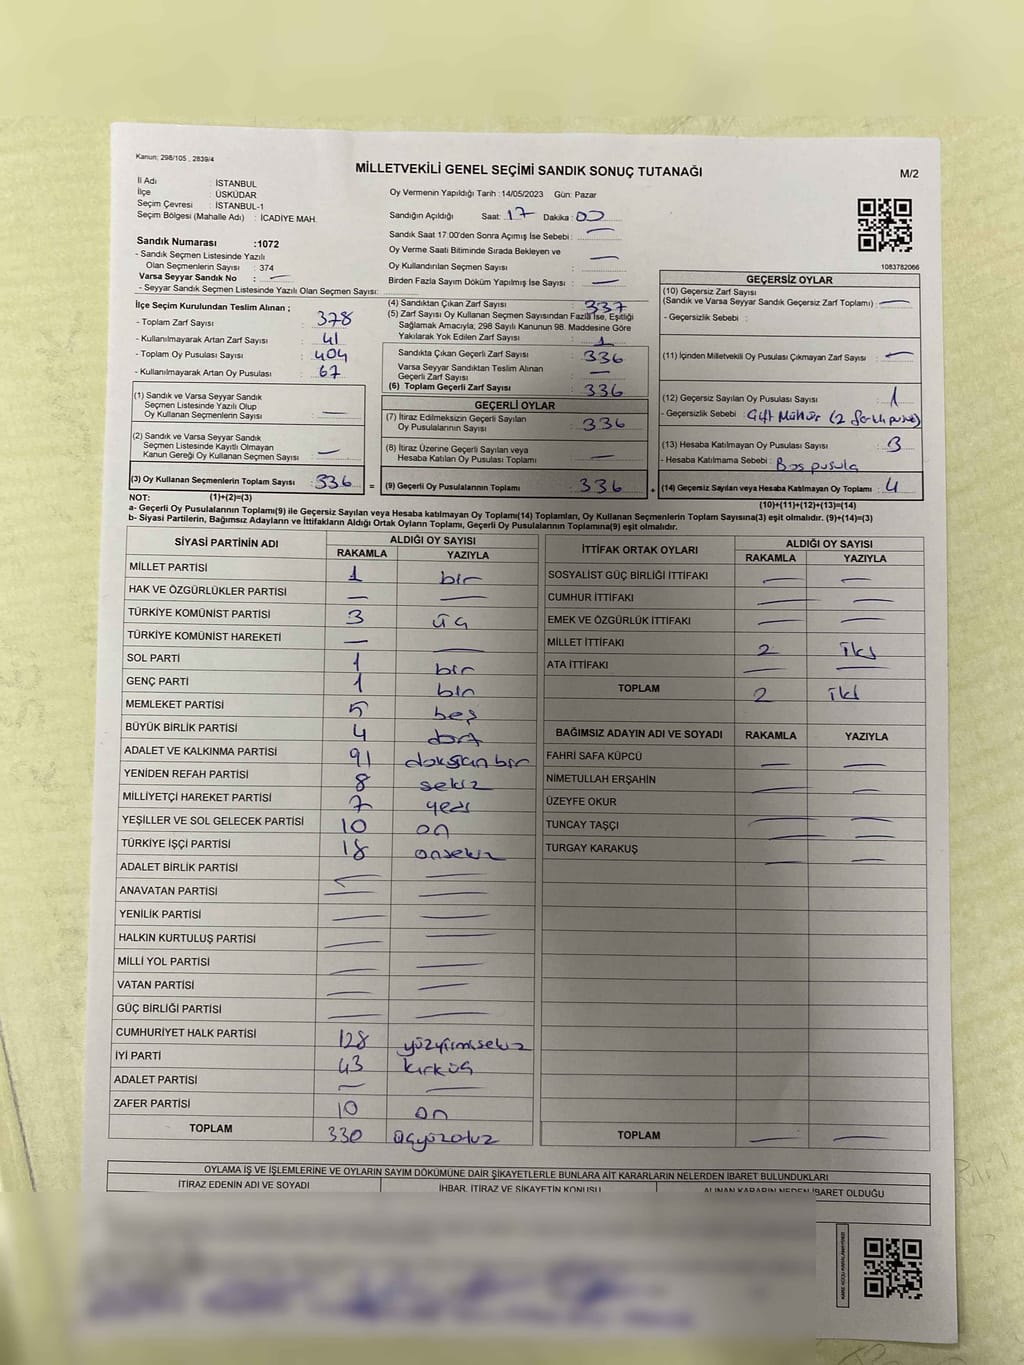 Kanun; 298/105 , 2839/4
MİLLETVEKİLİ GENEL SEÇİMİ SANDIK SONUÇ TUTANAĞI
M/2
İl Adı : İSTANBUL
İlçe : ÜSKÜDAR
Seçim Çevresi : İSTANBUL-1
Seçim Bölgesi (Mahalle Adı) : İCADİYE MAH.
Sandık Numarası :1072
- Sandık Seçmen Listesinde Yazılı
Olan Seçmenlerin Sayısı : 374
Varsa Seyyar Sandık No : —
- Seyyar Sandık Seçmen Listesinde Yazılı Olan Seçmen Sayısı:
Oy Vermenin Yapıldığı Tarih : 14/05/2023 Gün: Pazar
Sandığın Açıldığı Saat: 17 Dakika : 00
Sandık Saat 17:00'den Sonra Açımış İse Sebebi : —
Oy Verme Saati Bitiminde Sırada Bekleyen ve
Oy Kullandırılan Seçmen Sayısı : —
Birden Fazla Sayım Döküm Yapılmış İse Sayısı : —
1083782066
İlçe Seçim Kurulundan Teslim Alınan ;
- Toplam Zarf Sayısı : 378
- Kullanılmayarak Artan Zarf Sayısı : 41
- Toplam Oy Pusulası Sayısı : 404
- Kullanılmayarak Artan Oy Pusulası : 67
(1) Sandık ve Varsa Seyyar Sandık
Seçmen Listesinde Yazılı Olup
Oy Kullanan Seçmenlerin Sayısı : —
(2) Sandık ve Varsa Seyyar Sandık
Seçmen Listesinde Kayıtlı Olmayan
Kanun Gereği Oy Kullanan Seçmen Sayısı : —
(3) Oy Kullanan Seçmenlerin Toplam Sayısı : 336 =
(4) Sandıktan Çıkan Zarf Sayısı : 337
(5) Zarf Sayısı Oy Kullanan Seçmen Sayısından Fazla İse, Eşitliği
Sağlamak Amacıyla; 298 Sayılı Kanunun 98. Maddesine Göre
Yakılarak Yok Edilen Zarf Sayısı : 1
Sandıkta Çıkan Geçerli Zarf Sayısı : 336
Varsa Seyyar Sandıktan Teslim Alınan
Geçerli Zarf Sayısı : —
(6) Toplam Geçerli Zarf Sayısı : 336
GEÇERLİ OYLAR
(7) İtiraz Edilmeksizin Geçerli Sayılan
Oy Pusulalarının Sayısı : 336
(8) İtiraz Üzerine Geçerli Sayılan veya
Hesaba Katılan Oy Pusulası Toplamı : —
(9) Geçerli Oy Pusulalarının Toplamı : 336 +
GEÇERSİZ OYLAR
(10) Geçersiz Zarf Sayısı
(Sandık ve Varsa Seyyar Sandık Geçersiz Zarf Toplamı) : —
- Geçersizlik Sebebi :
(11) İçinden Milletvekili Oy Pusulası Çıkmayan Zarf Sayısı : —
(12) Geçersiz Sayılan Oy Pusulası Sayısı : 1
- Geçersizlik Sebebi : Çift Mühür (2
(13) Hesaba Katılmayan Oy Pusulası Sayısı : 3
- Hesaba Katılmama Sebebi : Boş pusula
(14) Geçersiz Sayılan veya Hesaba Katılmayan Oy Toplamı : 4
NOT: (1)+(2)=(3)
(10)+(11)+(12)+(13)=(14)
a- Geçerli Oy Pusulaları Toplamı(9) ile Geçersiz Sayılan veya Hesaba katılmayan Oy Toplamı(14) Toplamları, Oy Kullanan Seçmenlerin Toplam Sayısına(3) eşit olmalıdır. (9)+(14)=(3)
b- Siyasi Partilerin, Bağımsız Adayların ve İttifakların Aldığı Ortak Oyların Toplamı, Geçerli Oy Pusulalarının Toplamına(9) eşit olmalıdır.
SİYASİ PARTİNİN ADI ALDIĞI OY SAYISI
RAKAMLA YAZIYLA
MİLLET PARTİSİ 1 bir
HAK VE ÖZGÜRLÜKLER PARTİSİ — —
TÜRKİYE KOMÜNİST PARTİSİ 3 üç
TÜRKİYE KOMÜNİST HAREKETİ — —
SOL PARTİ 1 bir
GENÇ PARTİ 1 bir
MEMLEKET PARTİSİ 5 beş
BÜYÜK BİRLİK PARTİSİ 4 dört
ADALET VE KALKINMA PARTİSİ 91 doksan bir
YENİDEN REFAH PARTİSİ 8 sekiz
MİLLİYETÇİ HAREKET PARTİSİ 7 yedi
YEŞİLLER VE SOL GELECEK PARTİSİ 10 on
TÜRKİYE İŞÇİ PARTİSİ 18 onsekiz
ADALET BİRLİK PARTİSİ — —
ANAVATAN PARTİSİ — —
YENİLİK PARTİSİ — —
HALKIN KURTULUŞ PARTİSİ — —
MİLLİ YOL PARTİSİ — —
VATAN PARTİSİ — —
GÜÇ BİRLİĞİ PARTİSİ — —
CUMHURİYET HALK PARTİSİ 128 yüzyirmisekiz
İYİ PARTİ 43 kırküç
ADALET PARTİSİ — —
ZAFER PARTİSİ 10 on
TOPLAM 330 üçyüzotuz
İTTİFAK ORTAK OYLARI ALDIĞI OY SAYISI
RAKAMLA YAZIYLA
SOSYALİST GÜÇ BİRLİĞİ İTTİFAKI — —
CUMHUR İTTİFAKI — —
EMEK VE ÖZGÜRLÜK İTTİFAKI — —
MİLLET İTTİFAKI 2 iki
ATA İTTİFAKI — —
TOPLAM 2 iki
BAĞIMSIZ ADAYIN ADI VE SOYADI RAKAMLA YAZIYLA
FAHRİ SAFA KÜPCÜ — —
NİMETULLAH ERŞAHİN — —
ÜZEYFE OKUR — —
TUNCAY TAŞÇI — —
TURGAY KARAKUŞ — —
TOPLAM — —
OYLAMA İŞ VE İŞLEMLERİNE VE OYLARIN SAYIM DÖKÜMÜNE DAİR ŞİKAYETLERLE BUNLARA AİT KARARLARIN NELERDEN İBARET BULUNDUKLARI
İTİRAZ EDENİN ADI VE SOYADI İHBAR, İTİRAZ VE ŞİKAYETİN KONUSU ALINAN KARARIN NEDEN İBARET OLDUĞU